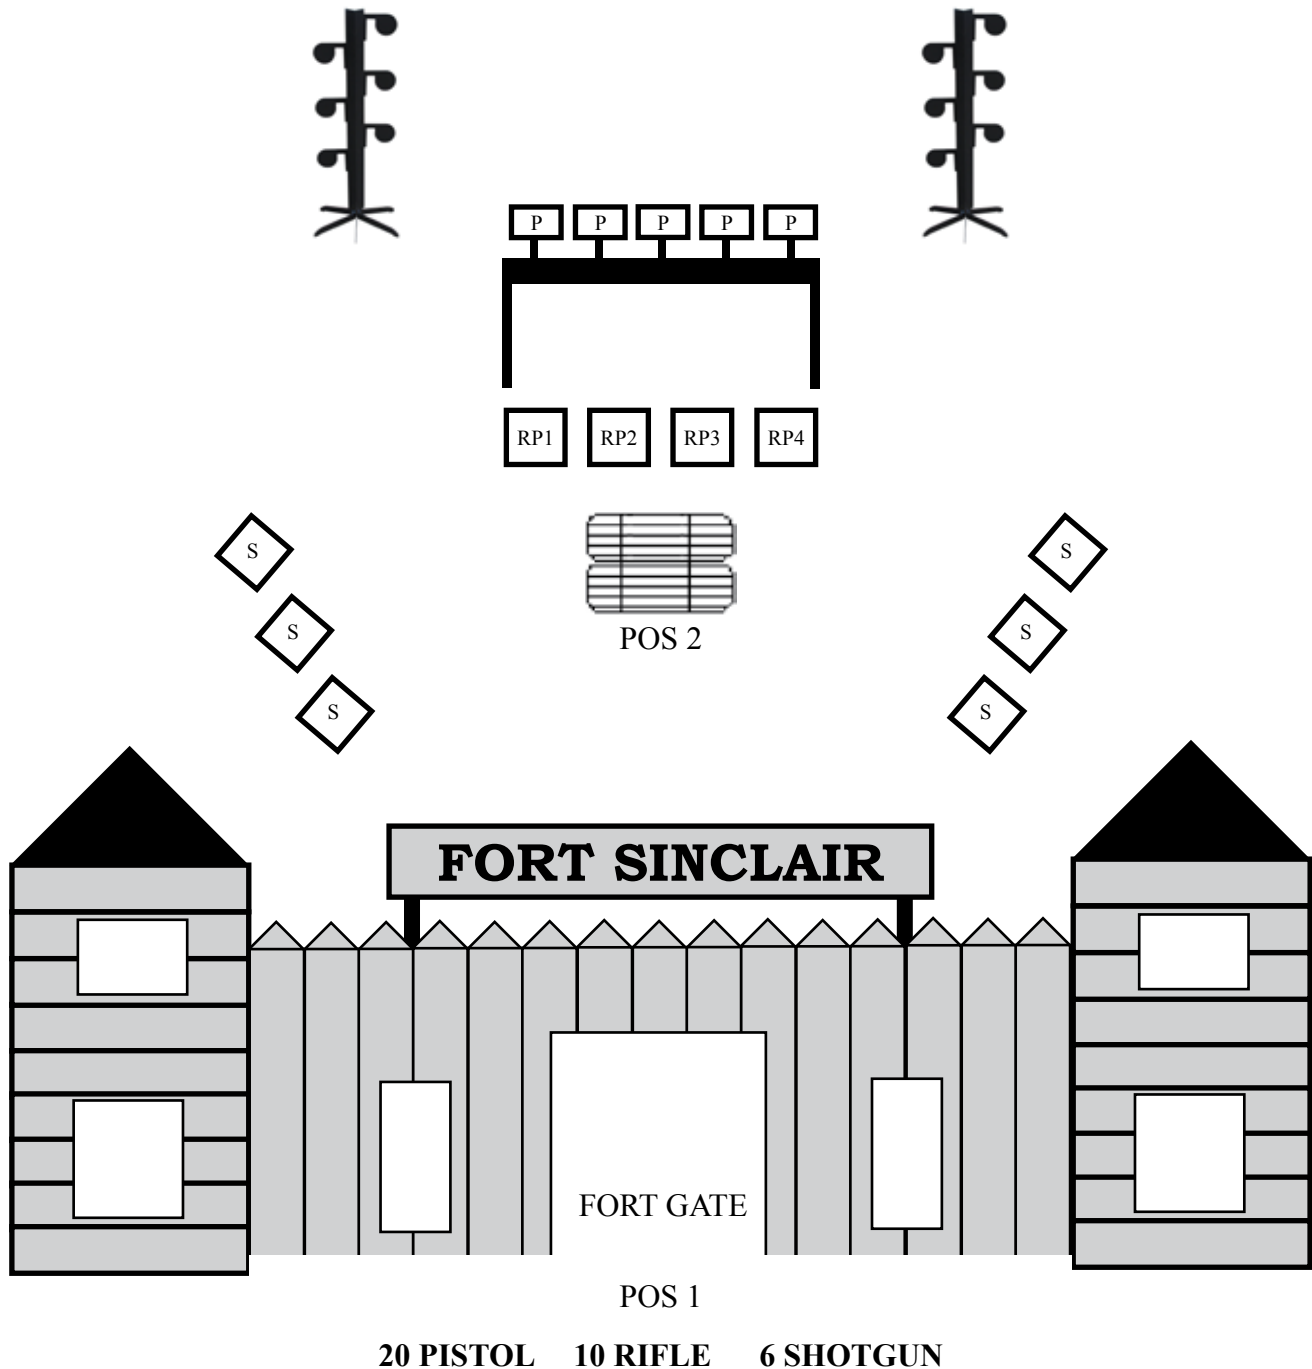 P P P P P
RP1 RP2 RP3 RP4
S S
S S
S S
POS 2
FORT SINCLAIR
FORT GATE
POS 1
20 PISTOL 10 RIFLE 6 SHOTGUN